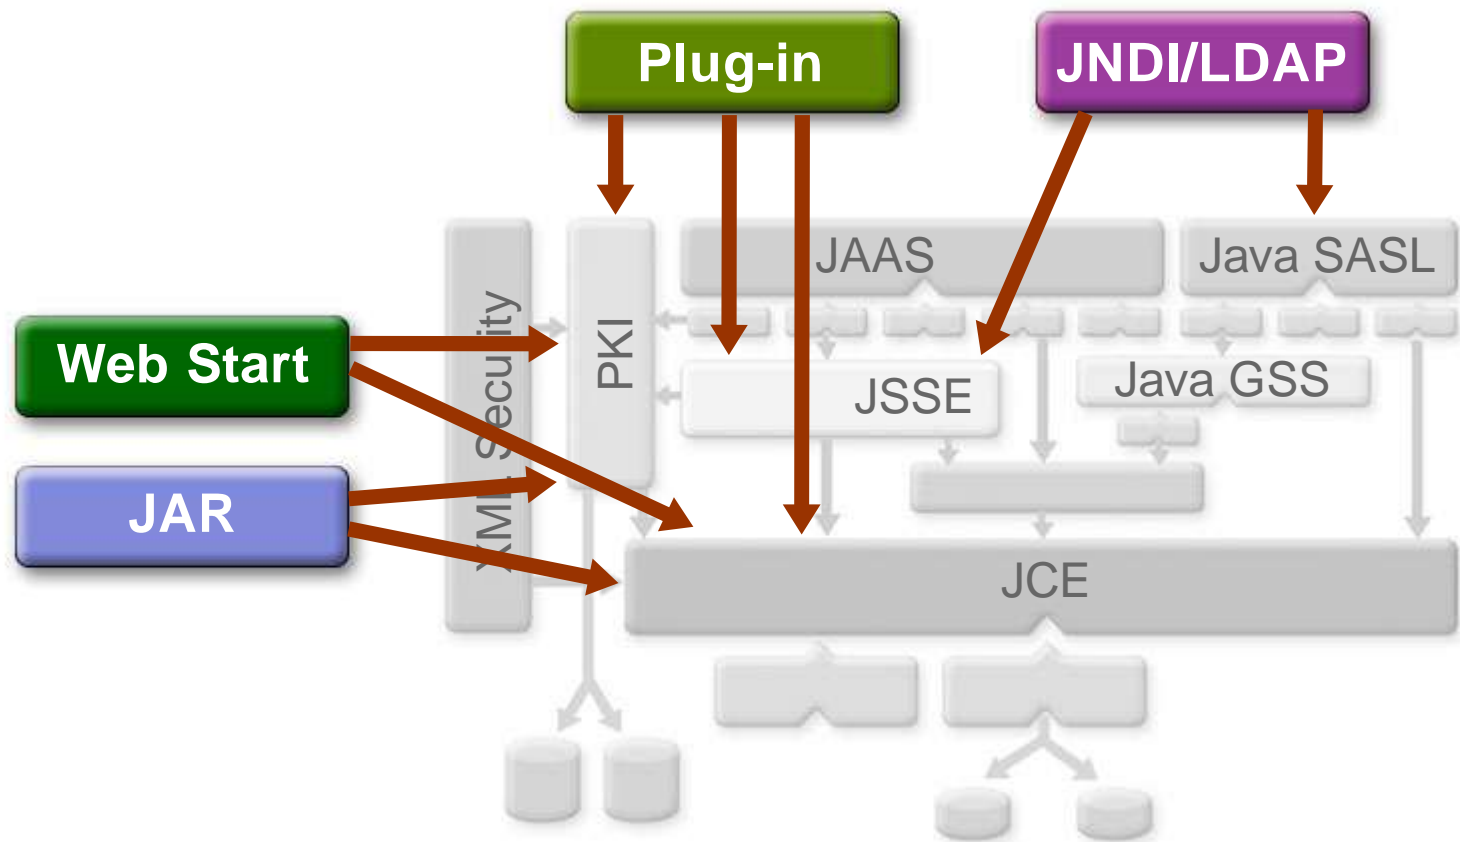 Plug-in
JNDI/LDAP
JAAS
Java SASL
Web Start
XML Security
PKI
JSSE
Java GSS
JAR
JCE